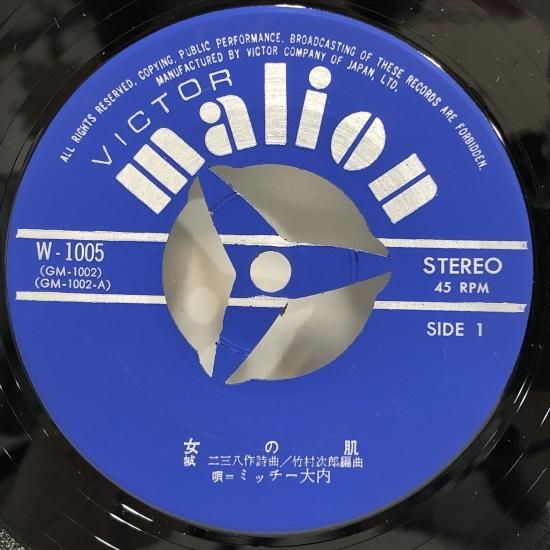 ALL RIGHTS RESERVED. COPYING, PUBLIC PERFORMANCE, BROADCASTING OF THESE RECORDS ARE FORBIDDEN.
MANUFACTURED BY VICTOR COMPANY OF JAPAN, LTD.
VICTOR
malion
W-1005
(GM-1002)
(GM-1002-A)
STEREO
45 RPM
SIDE 1
女の肌
二三八作詩曲/竹村次郎編曲
唄=ミッチー大内